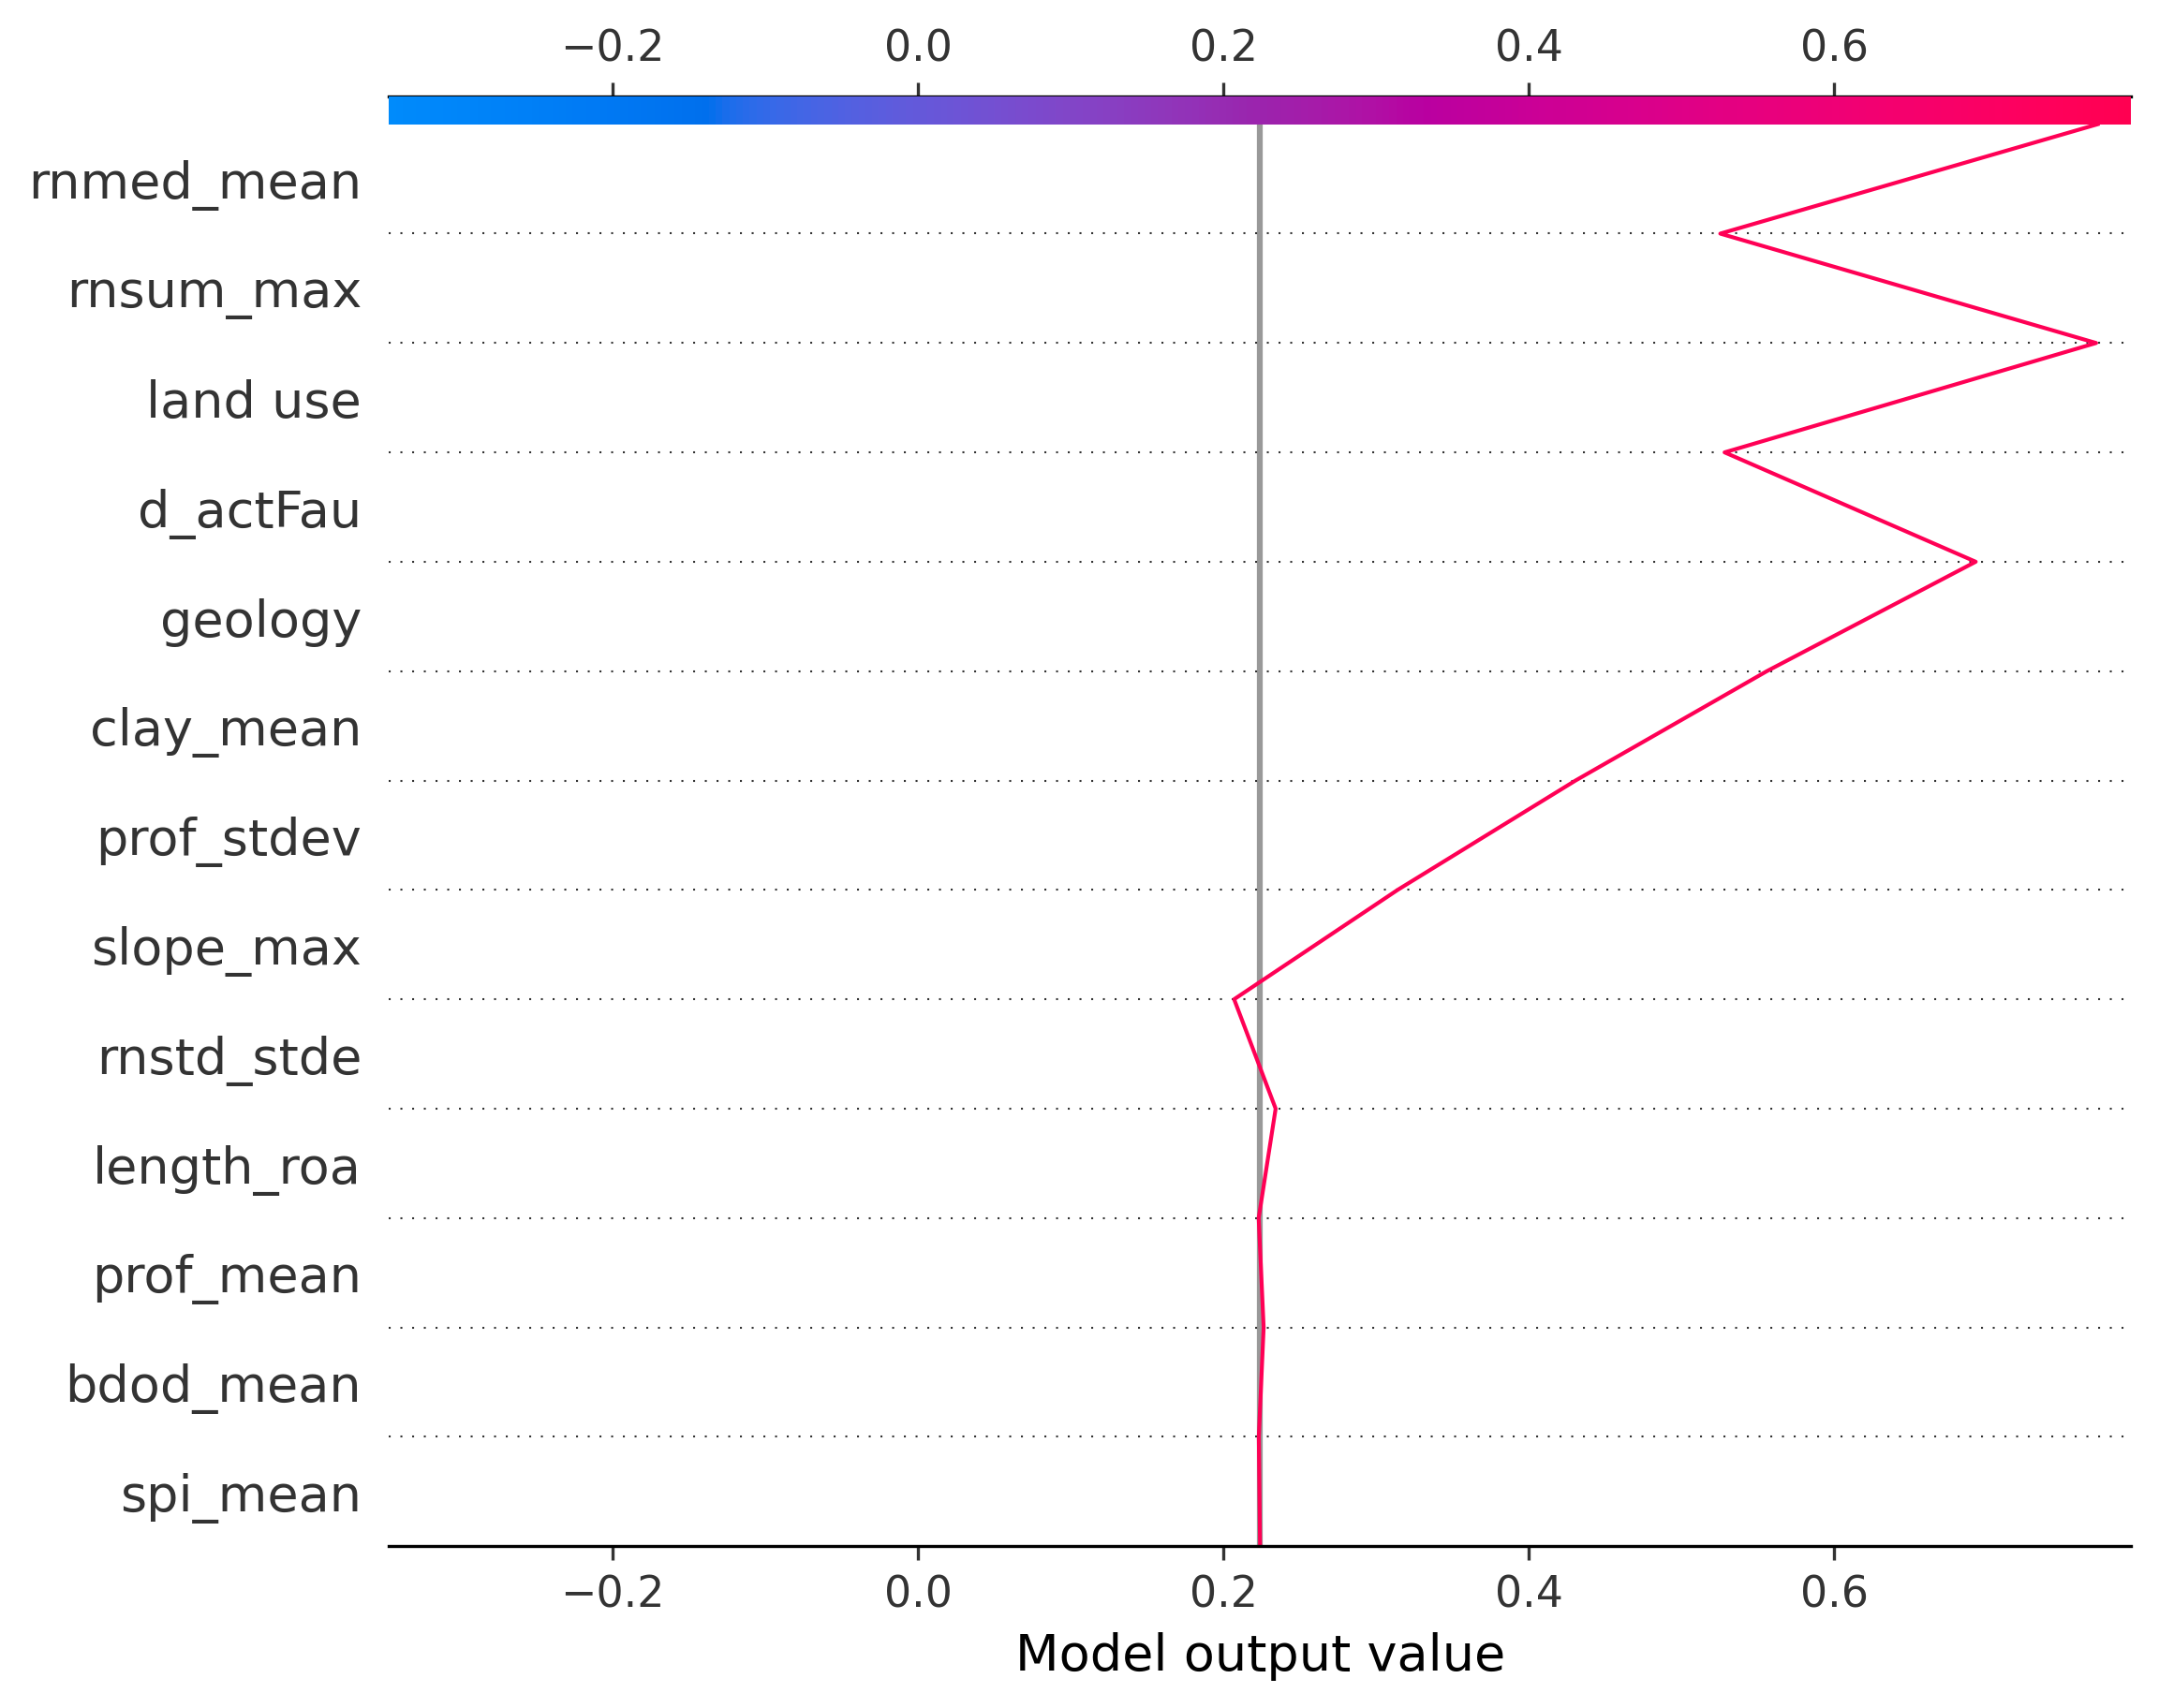 −0.2 0.0 0.2 0.4 0.6
rnmed_mean
rnsum_max
land use
d_actFau
geology
clay_mean
prof_stdev
slope_max
rnstd_stde
length_roa
prof_mean
bdod_mean
spi_mean
−0.2 0.0 0.2 0.4 0.6
Model output value